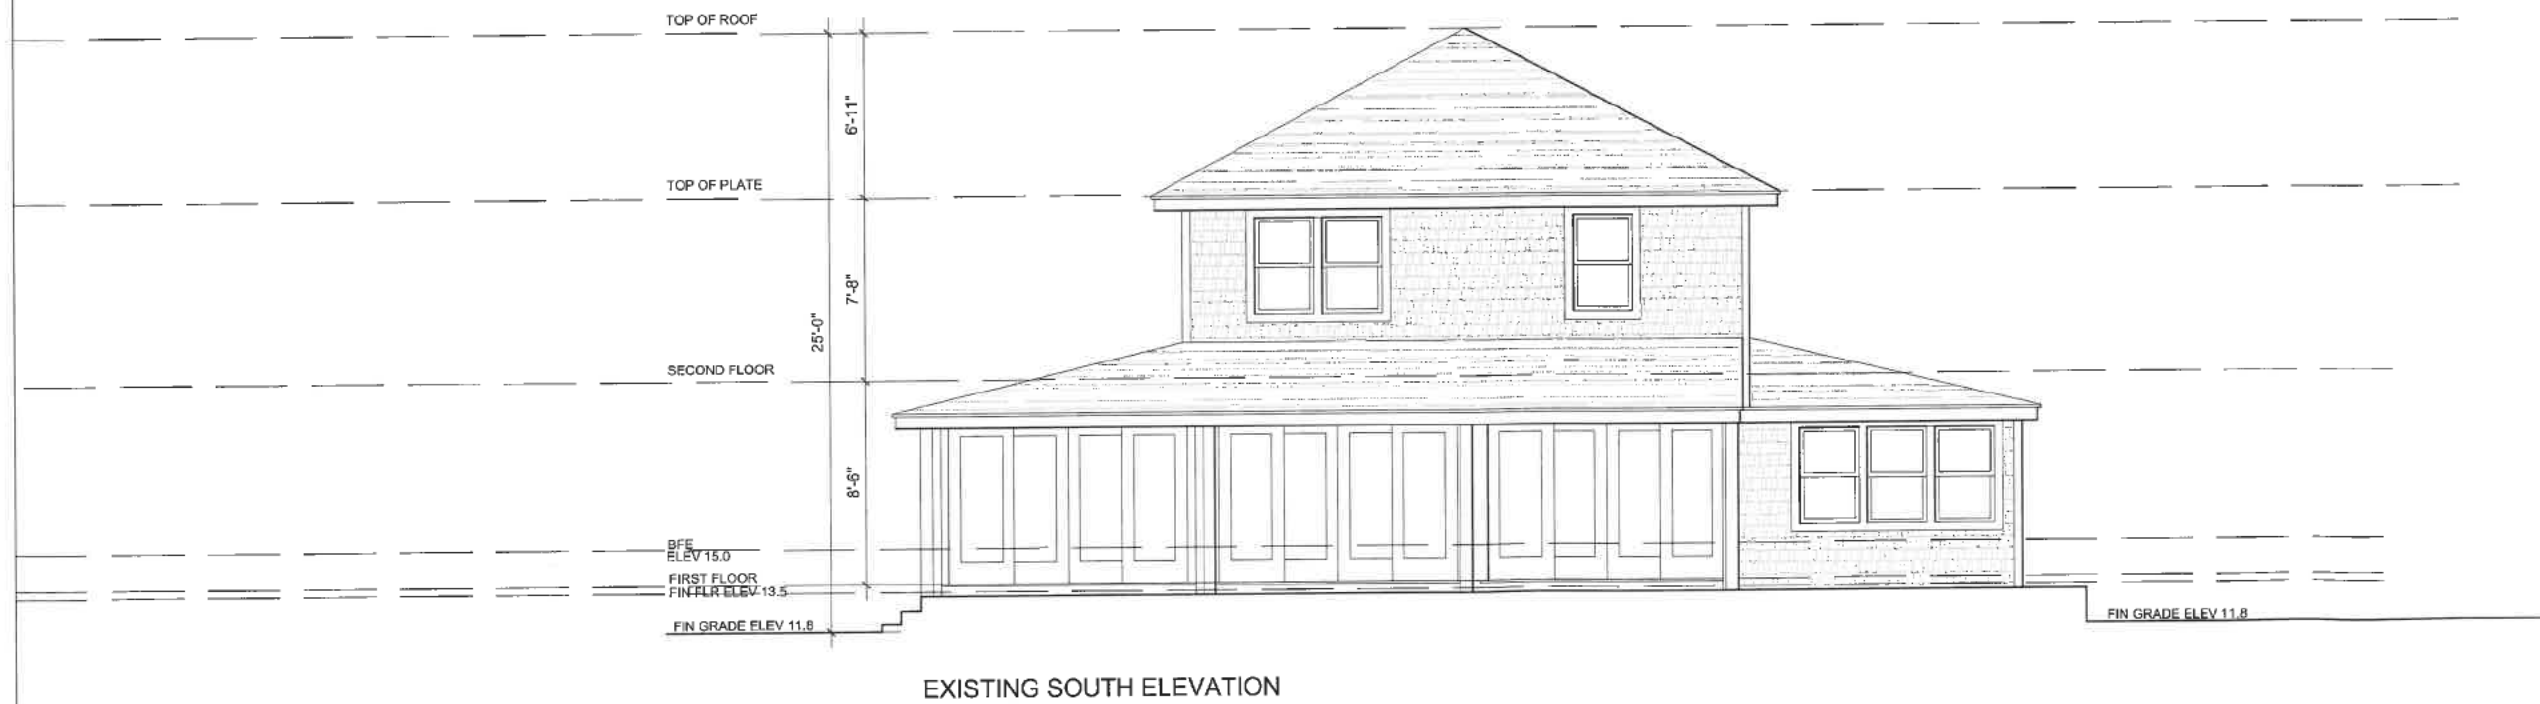 TOP OF ROOF
6'-11"
TOP OF PLATE
7'-8"
25'-0"
SECOND FLOOR
8'-6"
BFE
ELEV 15.0
FIRST FLOOR
FIN FLR ELEV 13.5
FIN GRADE ELEV 11.8
FIN GRADE ELEV 11.8
EXISTING SOUTH ELEVATION